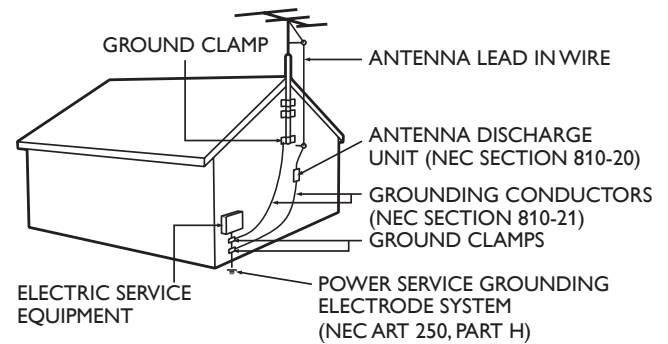 GROUND CLAMP
ANTENNA LEAD IN WIRE
ANTENNA DISCHARGE
UNIT (NEC SECTION 810-20)
GROUNDING CONDUCTORS
(NEC SECTION 810-21)
GROUND CLAMPS
ELECTRIC SERVICE
EQUIPMENT
POWER SERVICE GROUNDING
ELECTRODE SYSTEM
(NEC ART 250, PART H)